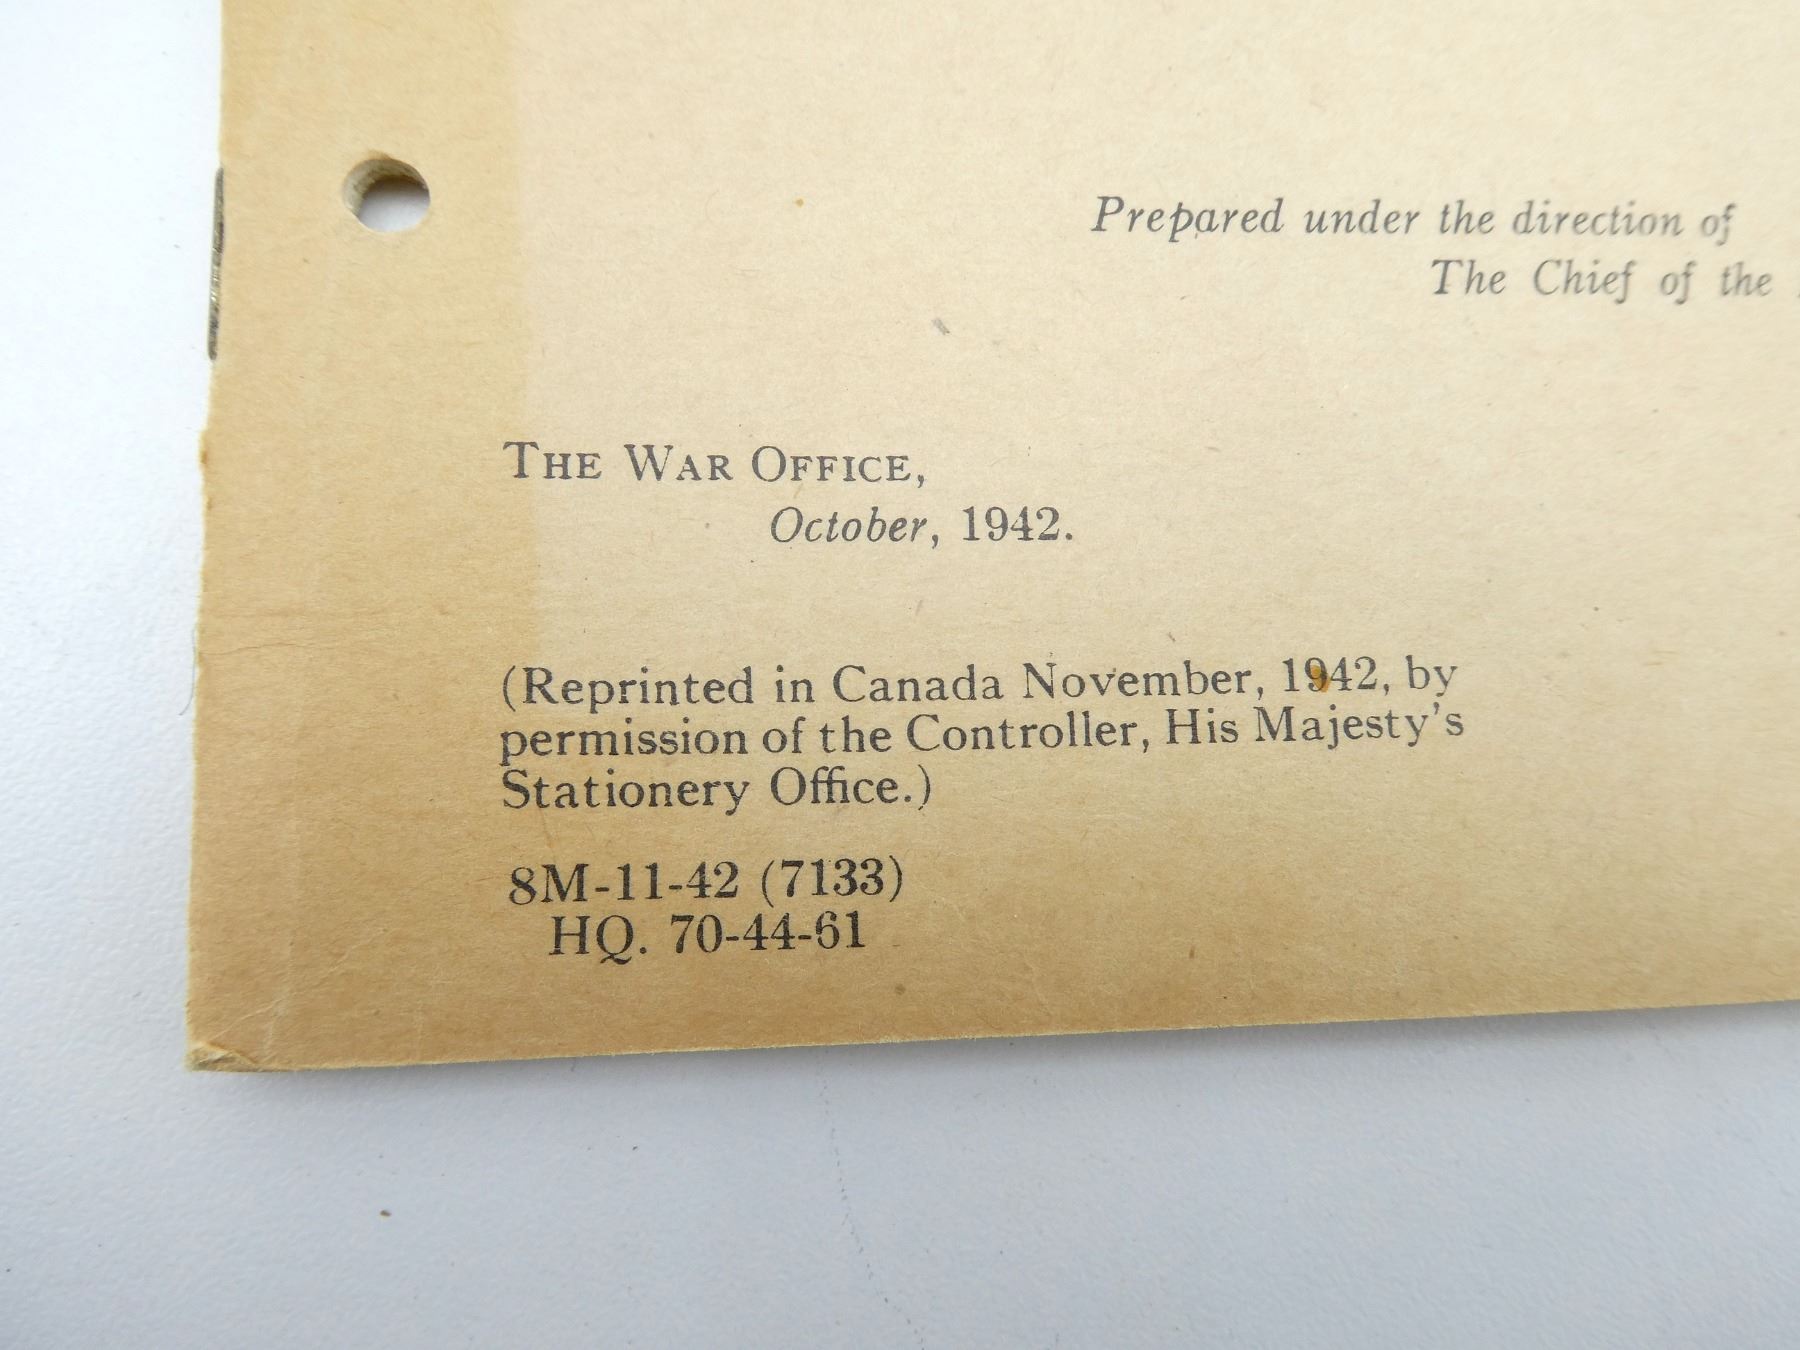 Prepared under the direction of
The Chief of the
THE WAR OFFICE,
October, 1942.
(Reprinted in Canada November, 1942, by
permission of the Controller, His Majesty's
Stationery Office.)
8M-11-42 (7133)
HQ. 70-44-61